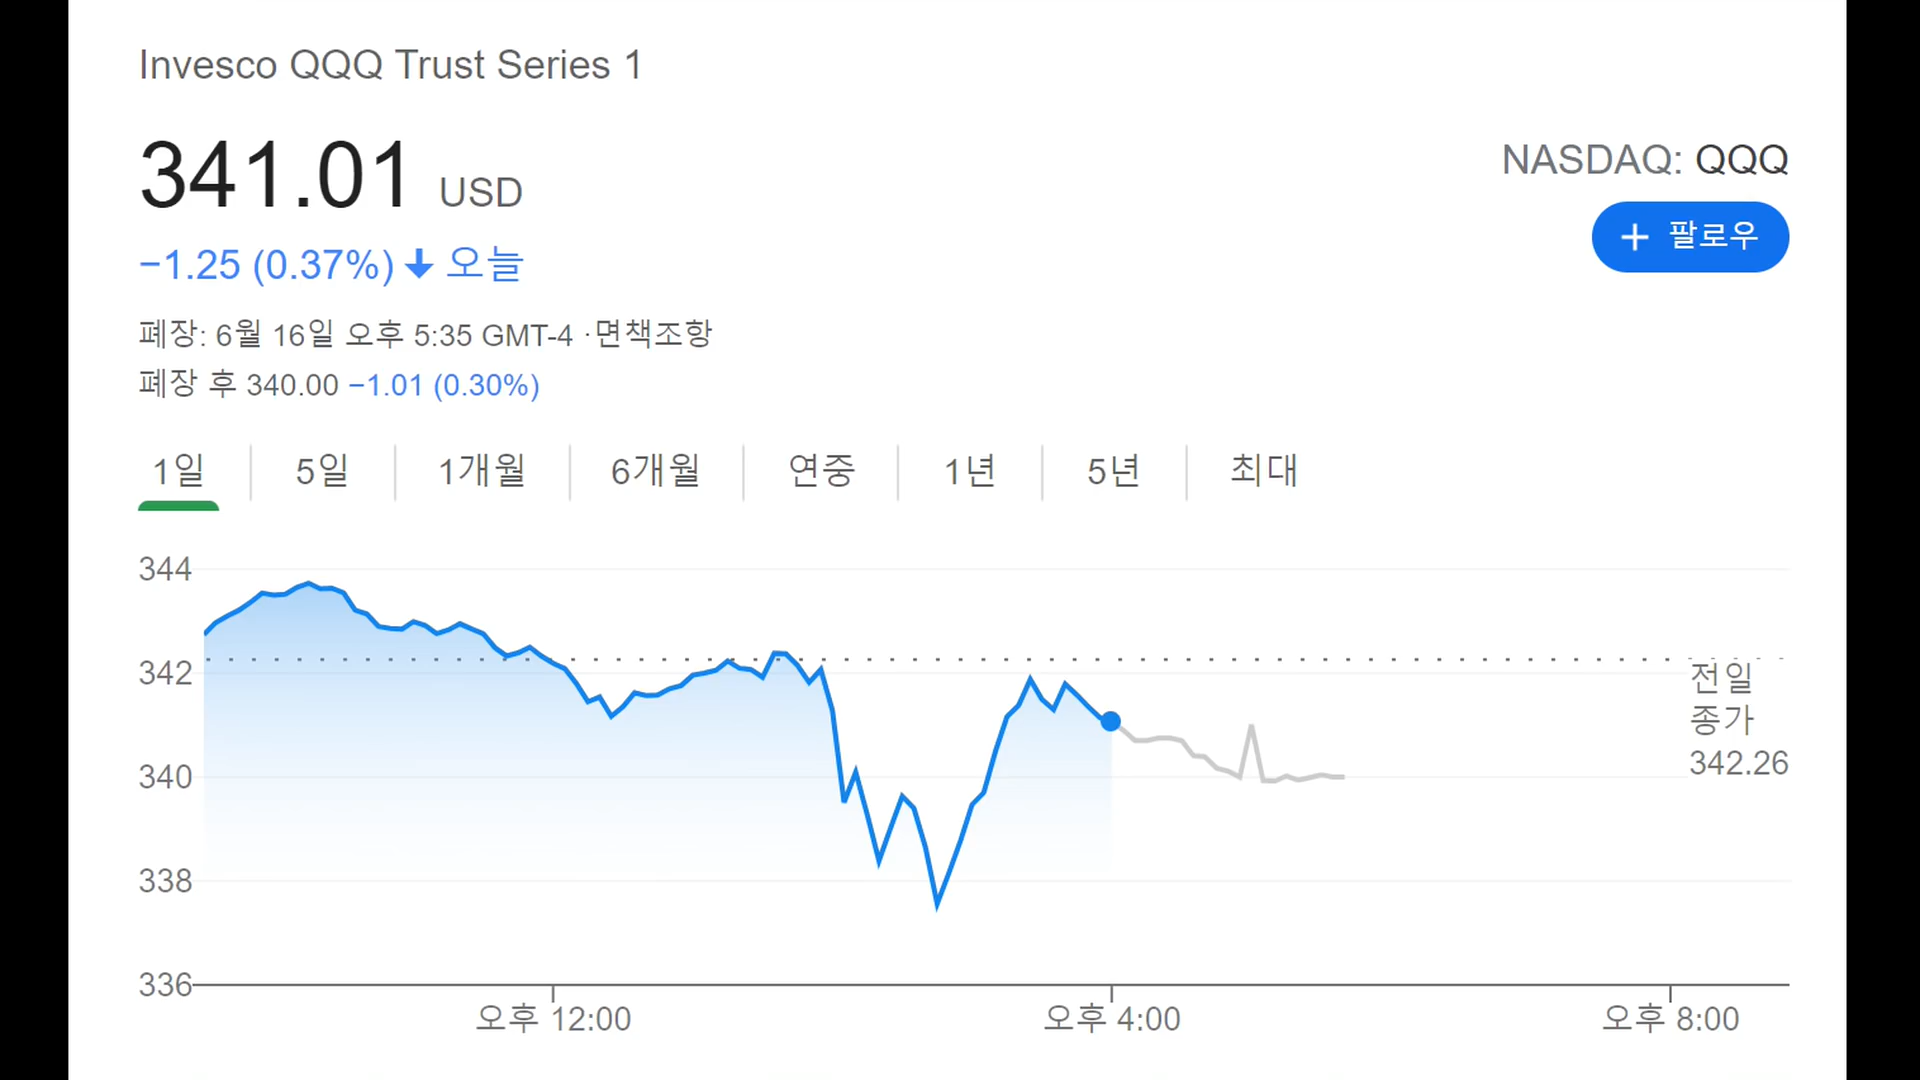 Invesco QQQ Trust Series 1
341.01 USD
NASDAQ: QQQ
+ 팔로우
−1.25 (0.37%) ↓ 오늘
폐장: 6월 16일 오후 5:35 GMT-4 ·면책조항
폐장 후 340.00 −1.01 (0.30%)
1일 5일 1개월 6개월 연중 1년 5년 최대
344
342
340
338
336
전일
종가
342.26
오후 12:00 오후 4:00 오후 8:00